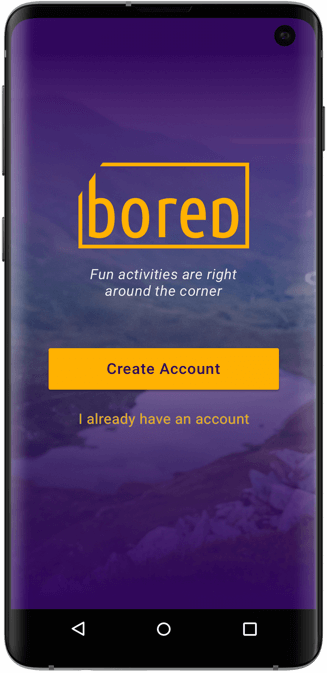 bored
Fun activities are right
around the corner
Create Account
I already have an account